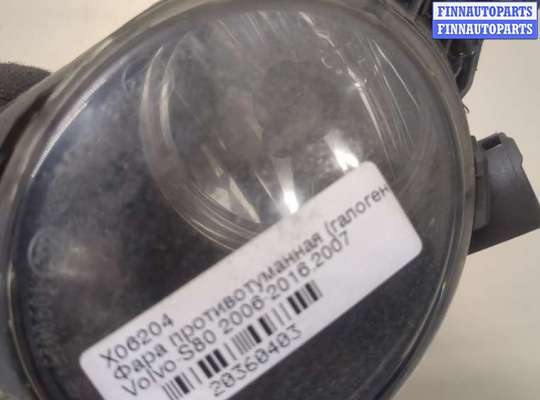 FINNAUTOPARTS
FINNAUTOPARTS
X06204
Фара противотуманная (галоген
Volvo S80 2006-2016 2007
20360403